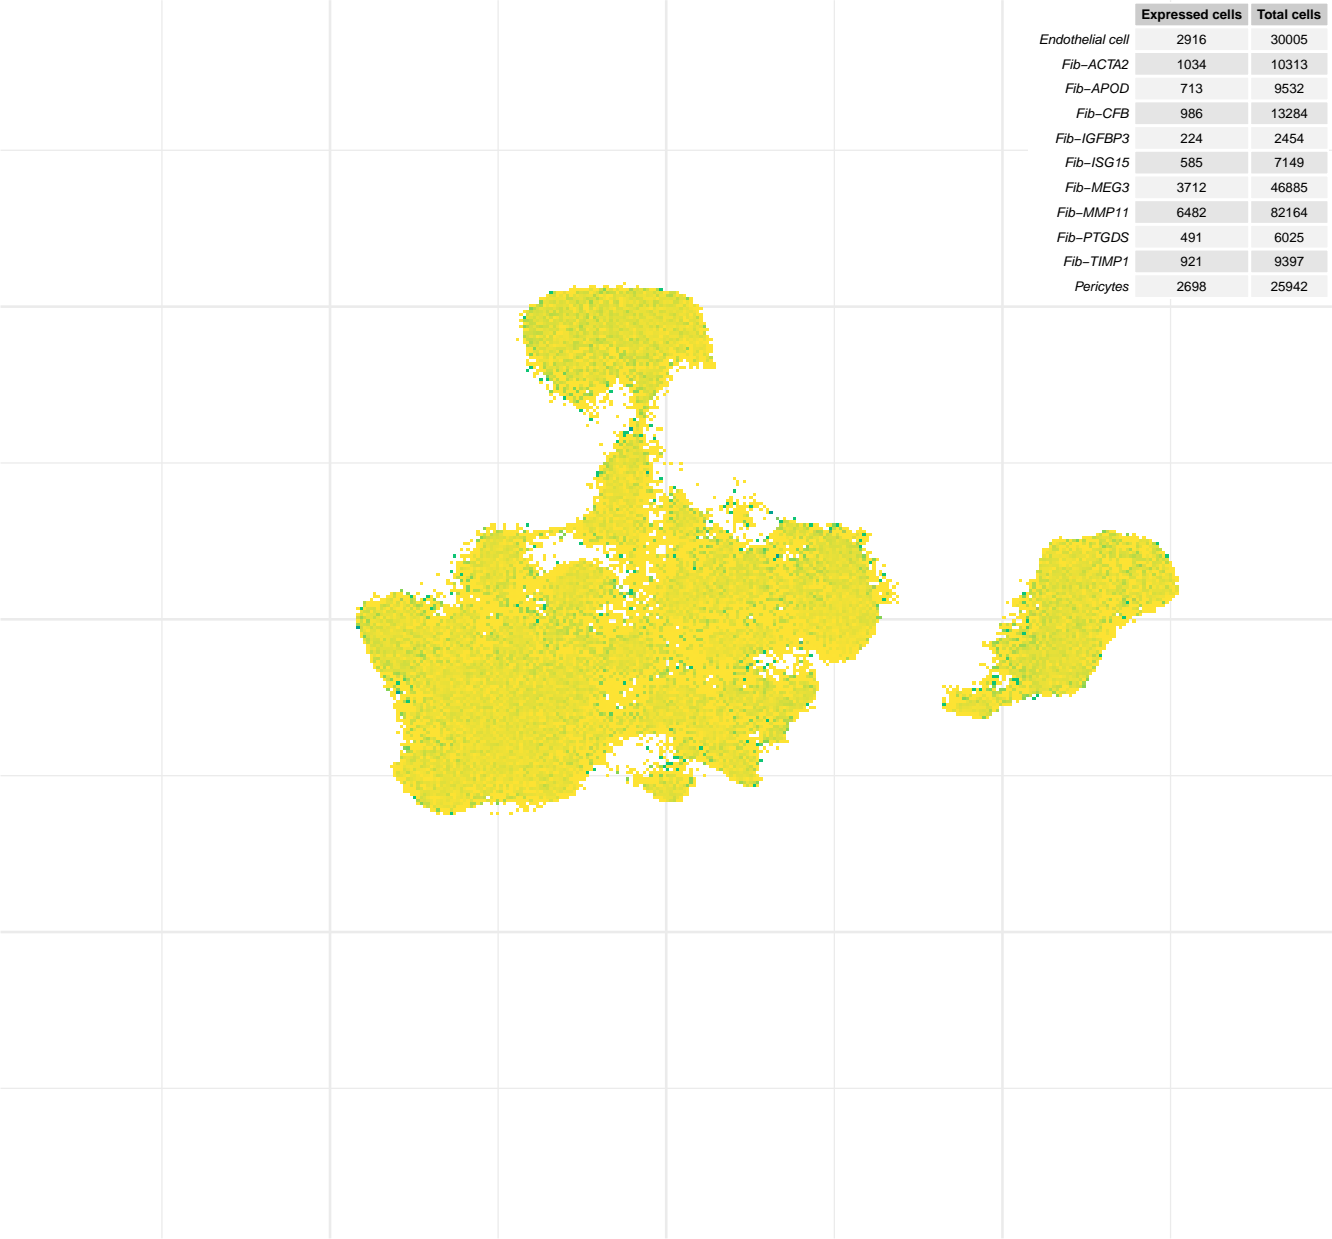 Expressed cells Total cells
Endothelial cell 2916 30005
Fib−ACTA2 1034 10313
Fib−APOD 713 9532
Fib−CFB 986 13284
Fib−IGFBP3 224 2454
Fib−ISG15 585 7149
Fib−MEG3 3712 46885
Fib−MMP11 6482 82164
Fib−PTGDS 491 6025
Fib−TIMP1 921 9397
Pericytes 2698 25942